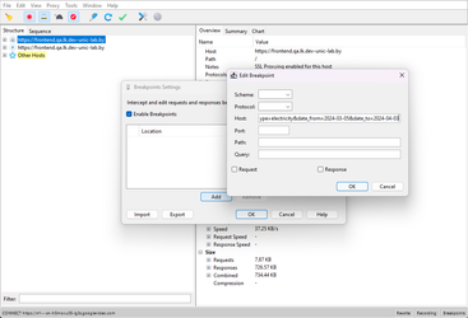 File Edit View Proxy Tools Window Help
Structure Sequence
Overview Summary Chart
https://frontend.qa.lk.dev-unic-lab.by
https://frontend.qa.lk.dev-unic-lab.by
Other Hosts
Name Value
Host https://frontend.qa.lk.dev-unic-lab.by
Path /
Notes SSL Proxying enabled for this host
Protocols
Breakpoints Settings
Intercept and edit requests and responses
Enable Breakpoints
Location
Add Remove
Import Export OK Cancel Help
Edit Breakpoint
Scheme:
Protocol:
Host: ype=electricity&date_from=2024-03-05&date_to=2024-04-03
Port:
Path:
Query:
Request Response
OK Cancel
Speed 37.23 KB/s
Request Speed -
Response Speed -
Size
Requests 7.87 KB
Responses 726.57 KB
Combined 734.44 KB
Compression -
Filter:
Rewrite Recording Breakpoints